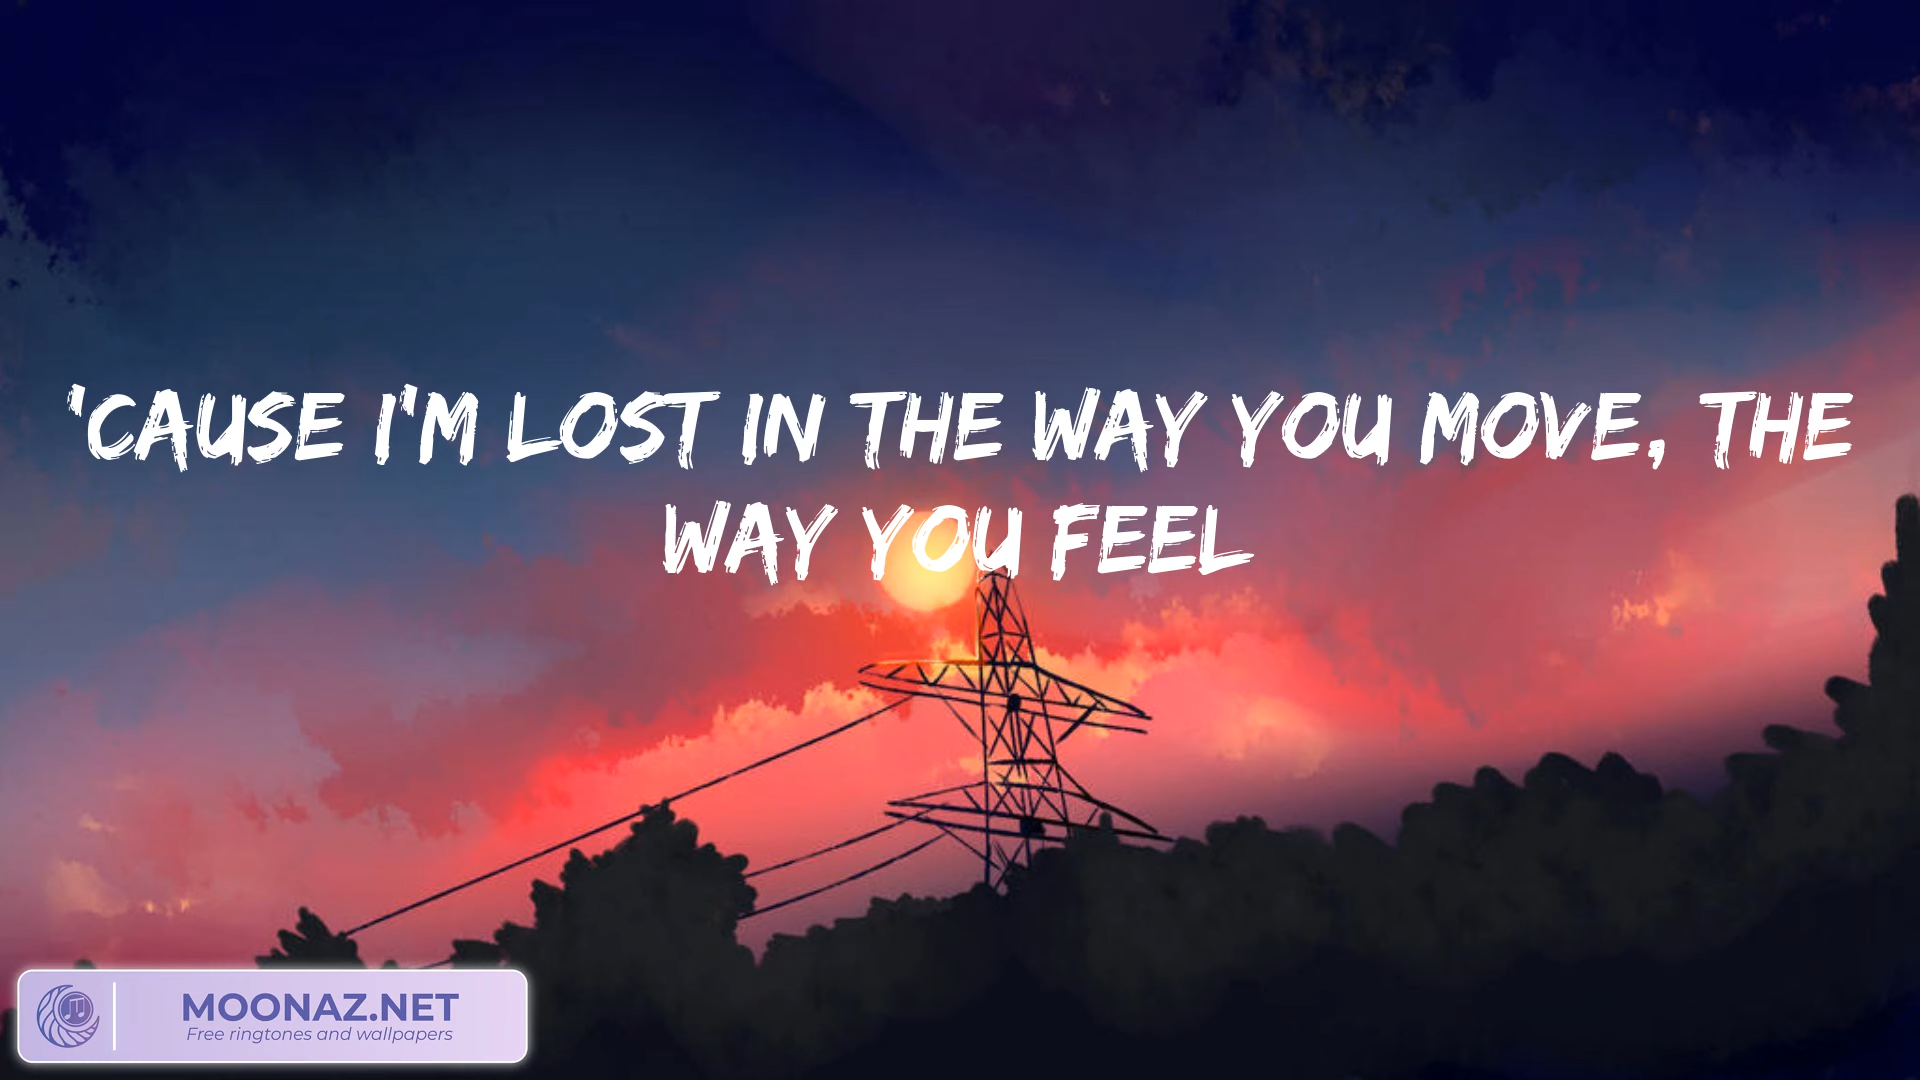 'CAUSE I'M LOST IN THE WAY YOU MOVE, THE
WAY YOU FEEL
MOONAZ.NET
Free ringtones and wallpapers